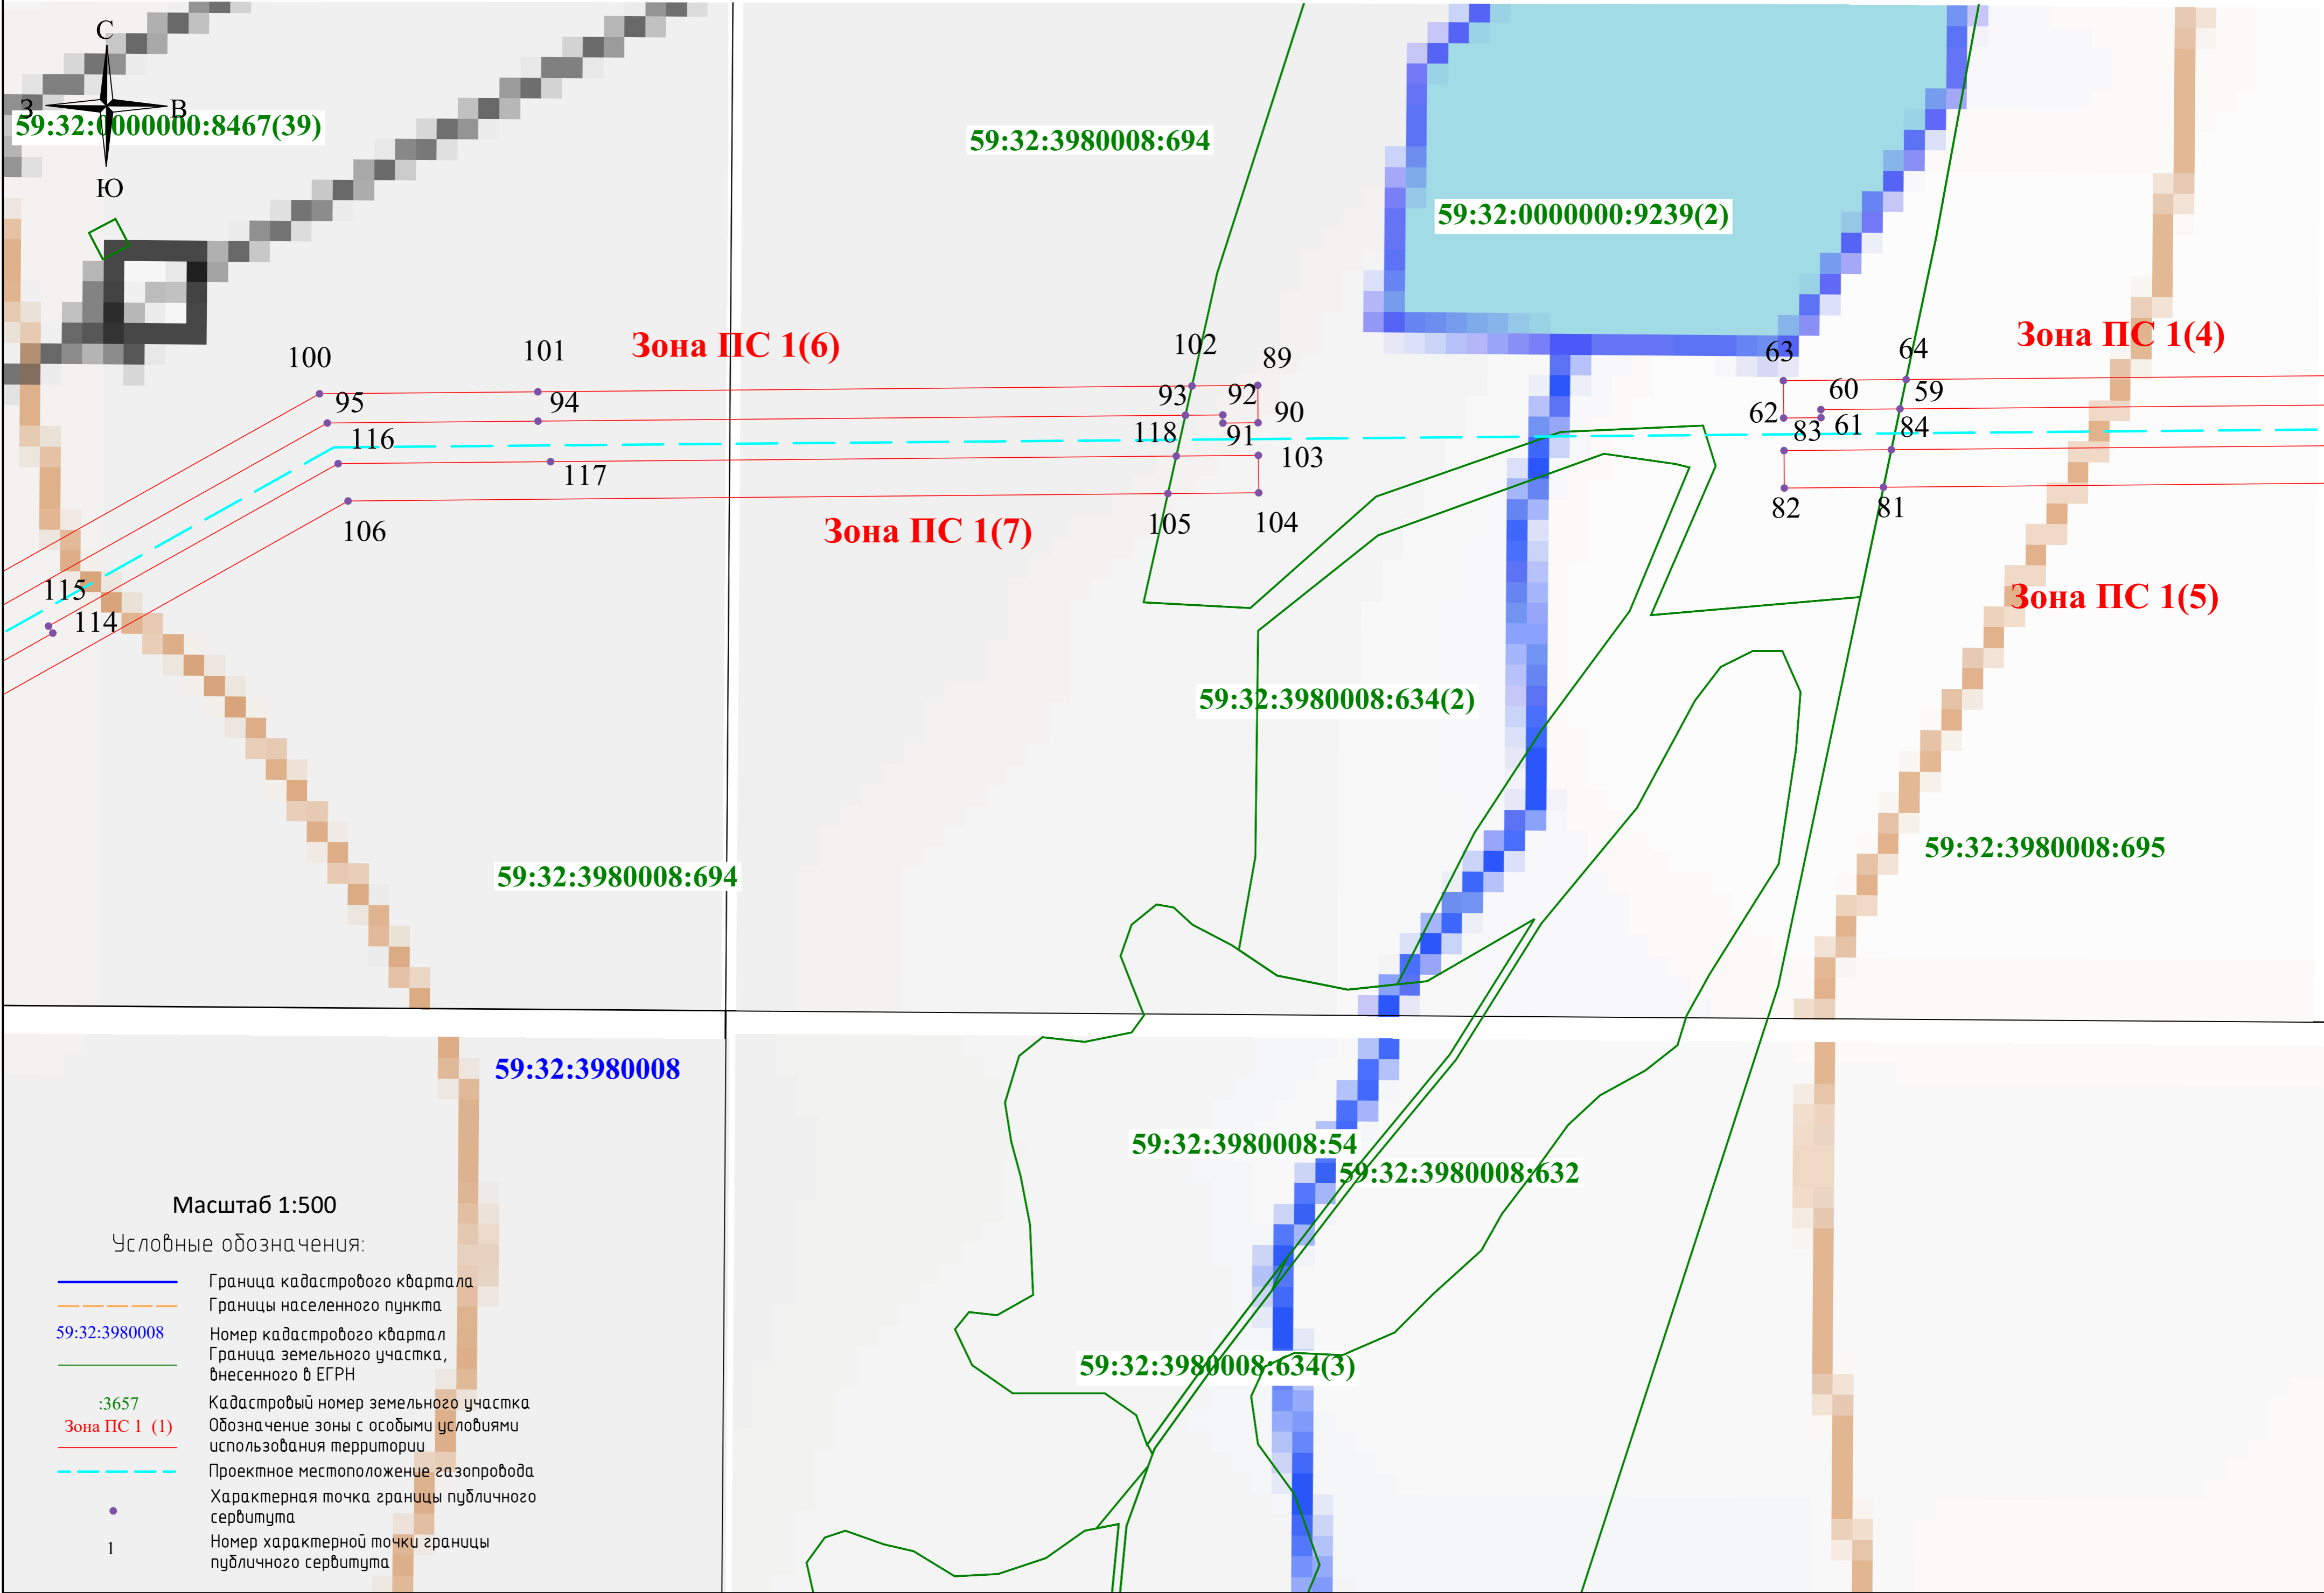 С
З
В
59:32:0000000:8467(39)
Ю
59:32:3980008:694
59:32:0000000:9239(2)
Зона ПС 1(6)
Зона ПС 1(4)
100
101
102
89
63
64
95
94
93
92
90
60
59
62
61
116
118
91
83
84
117
103
106
105
104
82
81
Зона ПС 1(7)
115
114
Зона ПС 1(5)
59:32:3980008:634(2)
59:32:3980008:694
59:32:3980008:695
59:32:3980008
59:32:3980008:54
59:32:3980008:632
59:32:3980008:634(3)
Масштаб 1:500
Условные обозначения:
Граница кадастрового квартала
Границы населенного пункта
59:32:3980008
Номер кадастрового квартал
Граница земельного участка,
внесенного в ЕГРН
:3657
Кадастровый номер земельного участка
Зона ПС 1 (1)
Обозначение зоны с особыми условиями
использования территории
Проектное местоположение газопровода
Характерная точка границы публичного
сервитута
1
Номер характерной точки границы
публичного сервитута